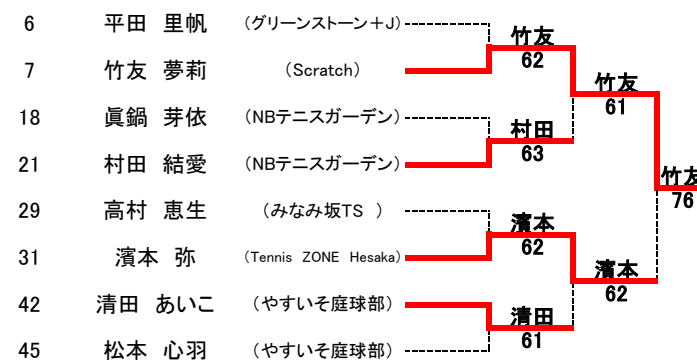 6 平田 里帆 (グリーンストーン+J)
竹友
62
7 竹友 夢莉 (Scratch)
竹友
61
18 眞鍋 芽依 (NBテニスガーデン)
村田
63
21 村田 結愛 (NBテニスガーデン)
竹友
76
29 高村 恵生 (みなみ坂TS )
濱本
62
31 濱本 弥 (Tennis ZONE Hesaka)
濱本
62
42 清田 あいこ (やすいそ庭球部)
清田
61
45 松本 心羽 (やすいそ庭球部)